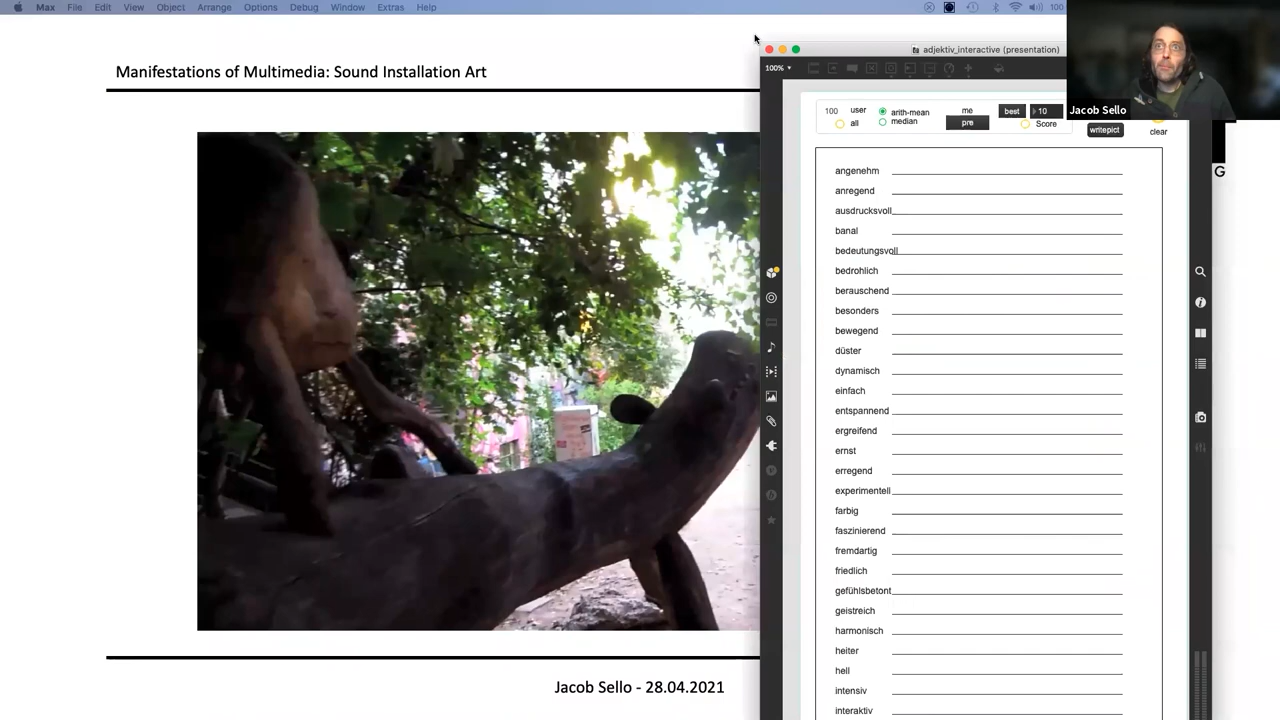 Max File Edit View Object Arrange Options Debug Window Extras Help
100
Manifestations of Multimedia: Sound Installation Art
Jacob Sello - 28.04.2021
adjektiv_interactive (presentation)
100%
Jacob Sello
100 user
all
arith-mean
median
me
pre
best
10
Score
writepict
clear
G
angenehm
anregend
ausdrucksvoll
banal
bedeutungsvoll
bedrohlich
berauschend
besonders
bewegend
düster
dynamisch
einfach
entspannend
ergreifend
ernst
erregend
experimentell
farbig
faszinierend
fremdartig
friedlich
gefühlsbetont
geistreich
harmonisch
heiter
hell
intensiv
interaktiv